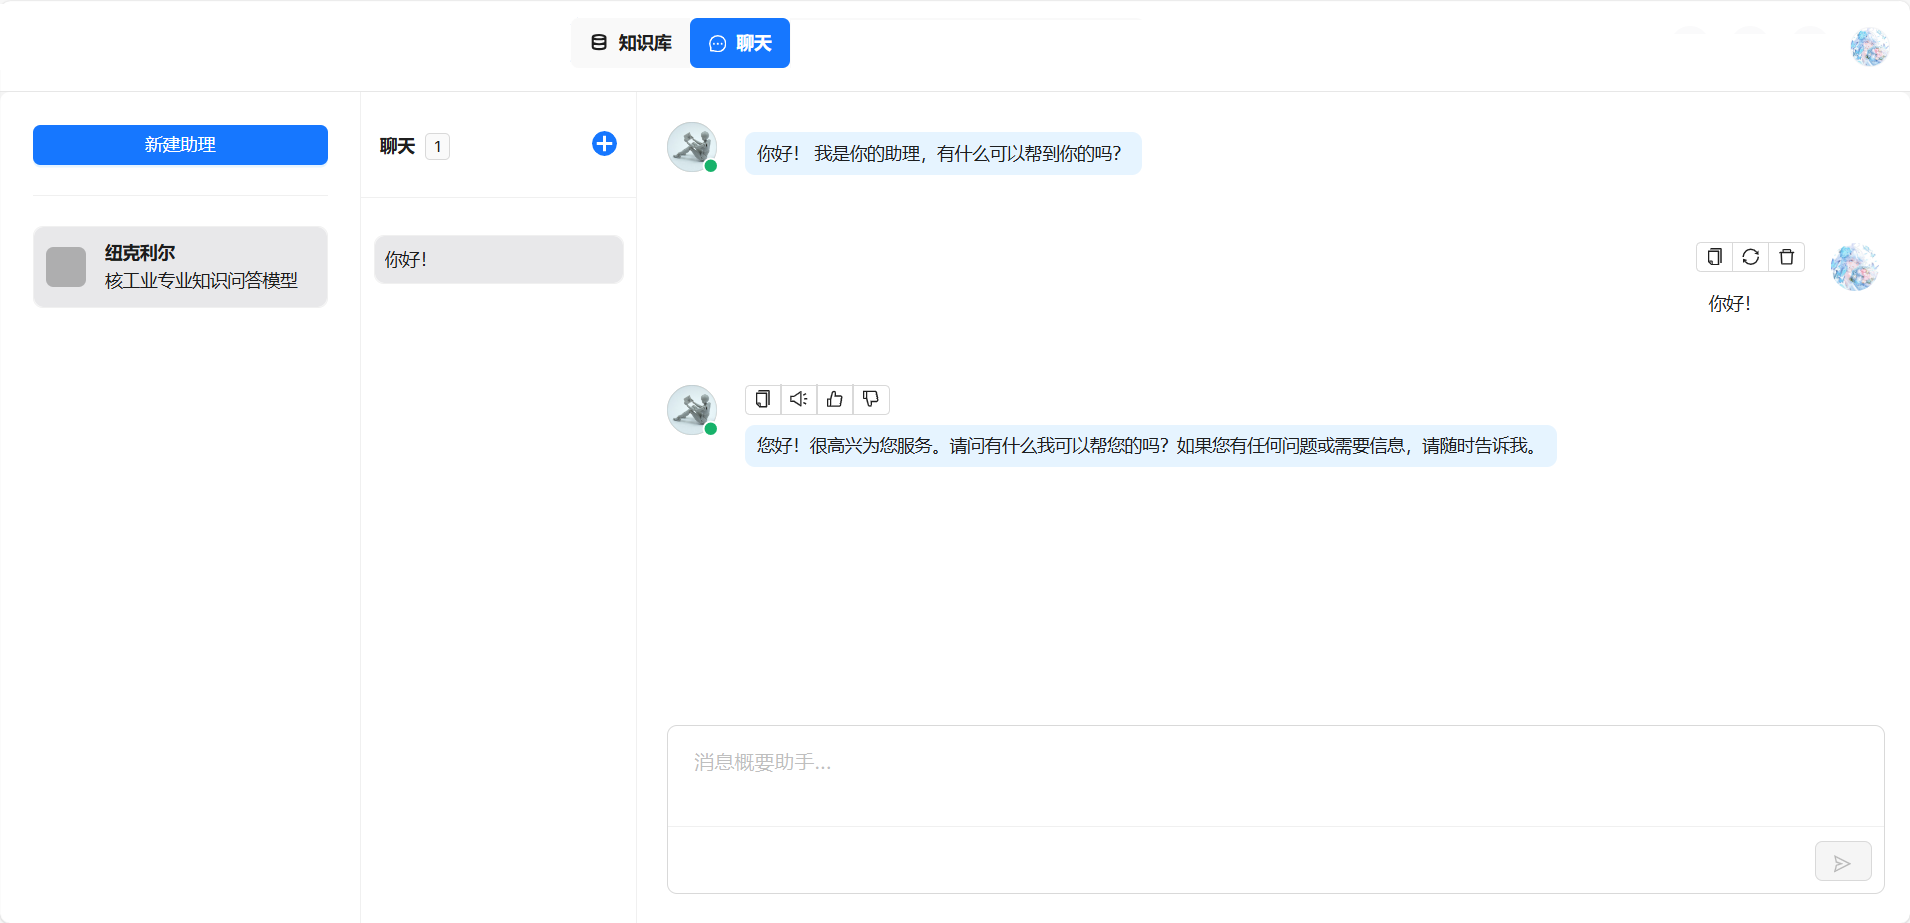 知识库
聊天
新建助理
纽克利尔
核工业专业知识问答模型
聊天 1
你好！
你好！ 我是你的助理，有什么可以帮到你的吗？
你好！
您好！很高兴为您服务。请问有什么我可以帮您的吗？如果您有任何问题或需要信息，请随时告诉我。
消息概要助手...